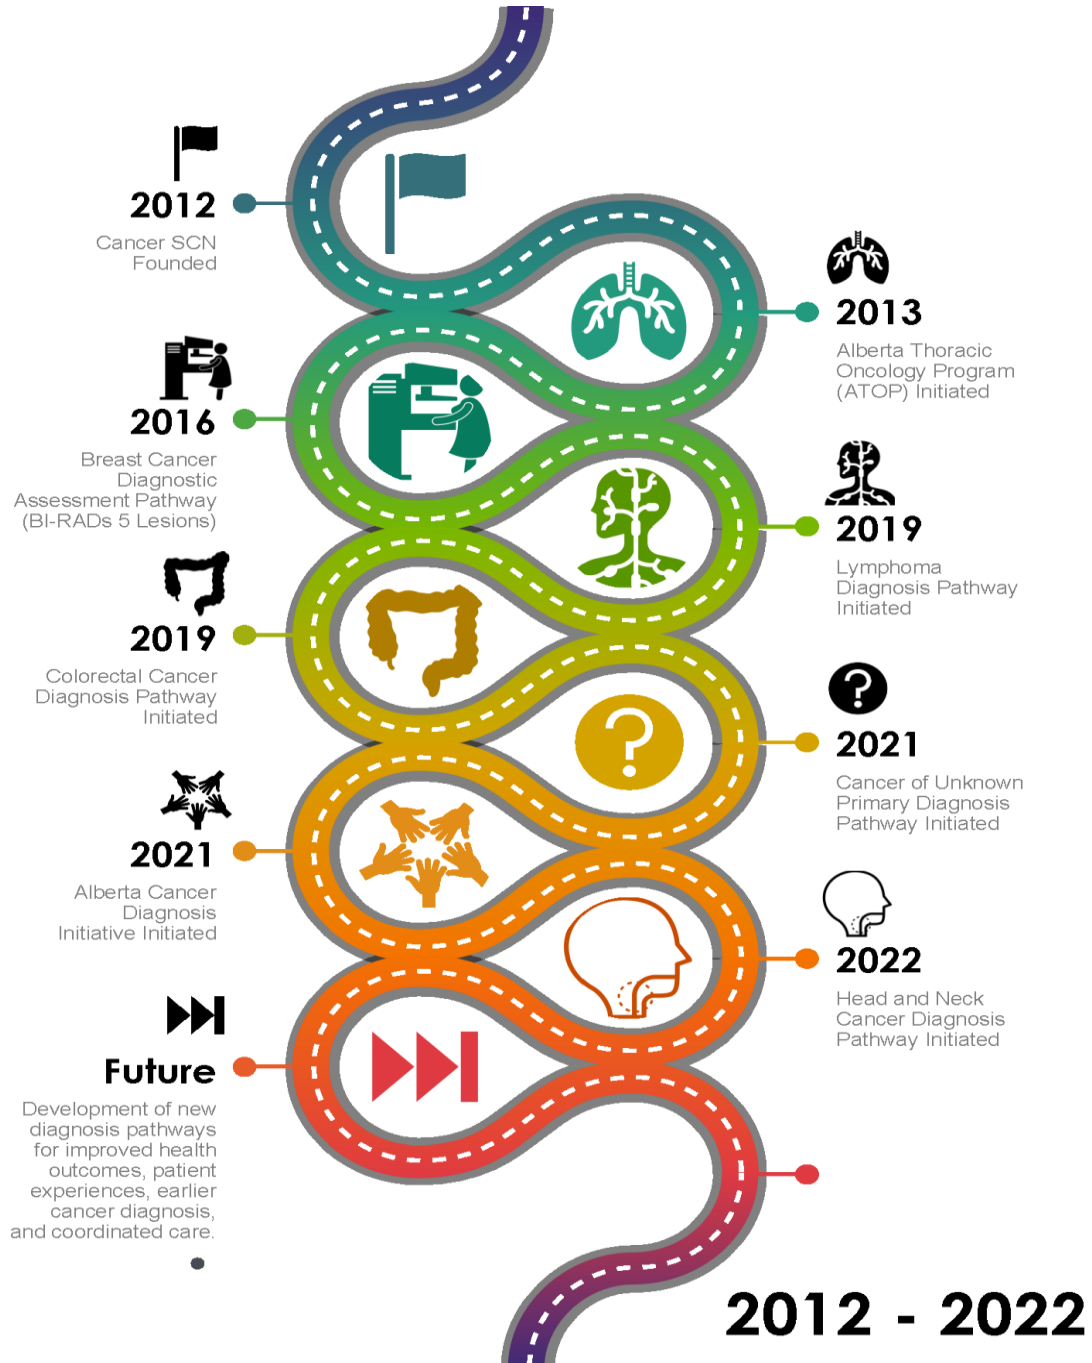 2012
Cancer SCN
Founded
2013
Alberta Thoracic
Oncology Program
(ATOP) Initiated
2016
Breast Cancer
Diagnostic
Assessment Pathway
(BI-RADs 5 Lesions)
2019
Lymphoma
Diagnosis Pathway
Initiated
2019
Colorectal Cancer
Diagnosis Pathway
Initiated
2021
Cancer of Unknown
Primary Diagnosis
Pathway Initiated
2021
Alberta Cancer
Diagnosis
Initiative Initiated
2022
Head and Neck
Cancer Diagnosis
Pathway Initiated
Future
Development of new
diagnosis pathways
for improved health
outcomes, patient
experiences, earlier
cancer diagnosis,
and coordinated care.
2012 - 2022